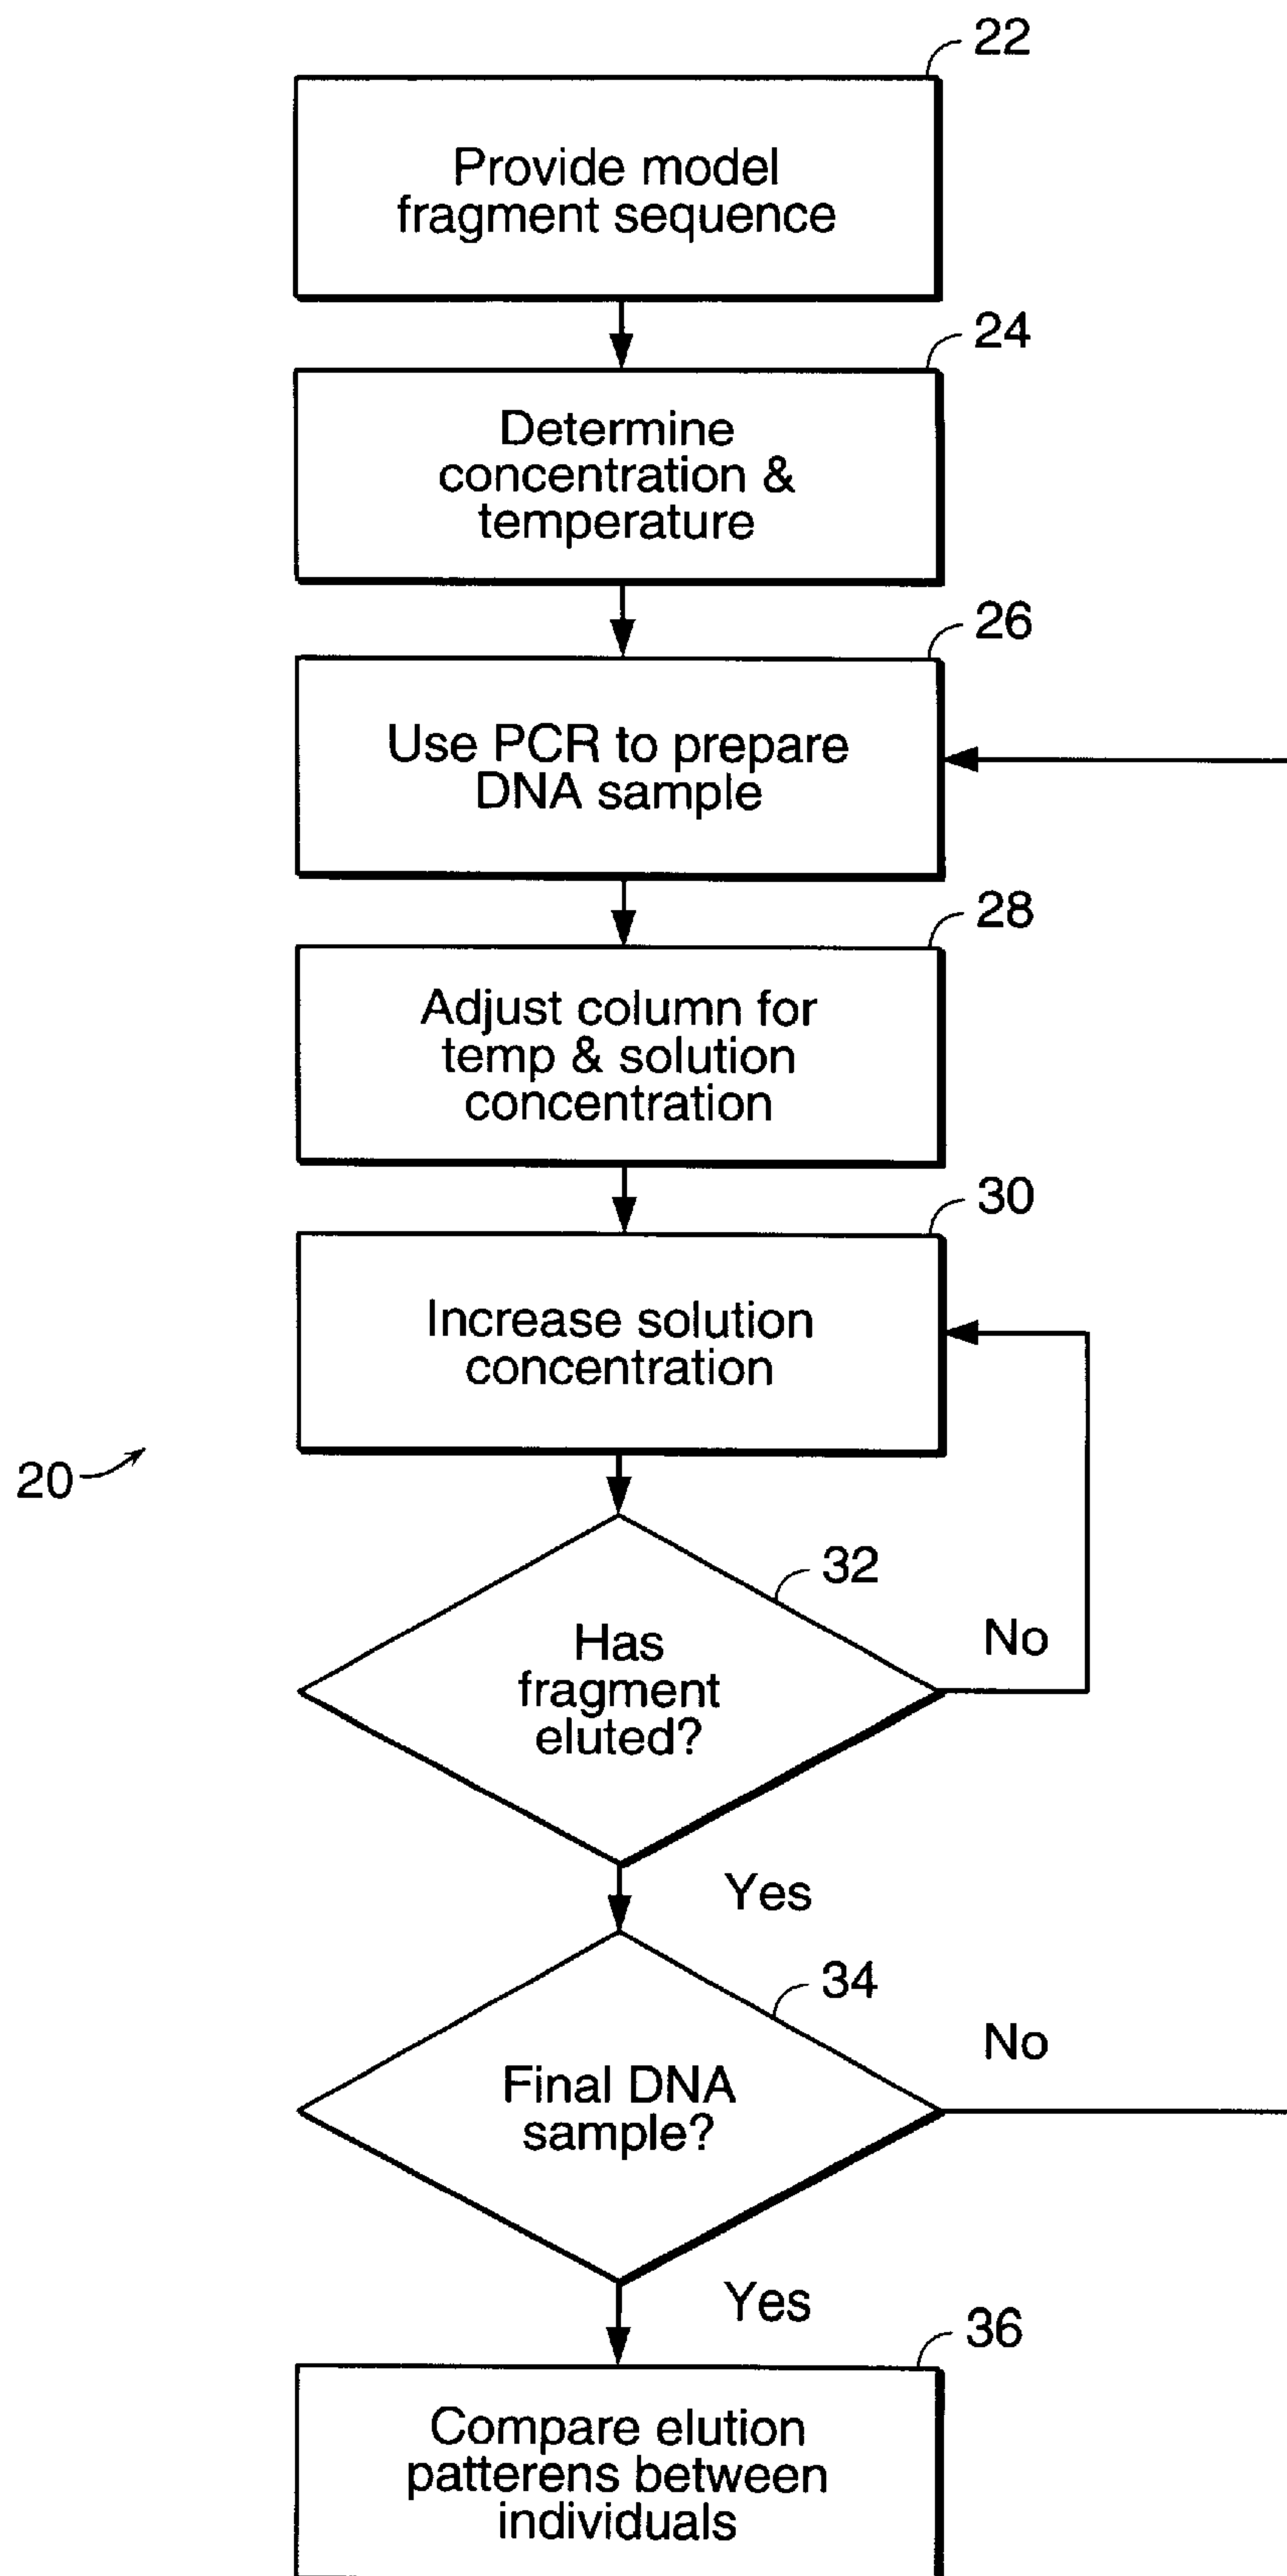 22
Provide model
fragment sequence
24
Determine
concentration &
temperature
26
Use PCR to prepare
DNA sample
28
Adjust column for
temp & solution
concentration
30
Increase solution
concentration
20
32
Has
fragment
eluted?
No
Yes
34
Final DNA
sample?
No
Yes
36
Compare elution
patterens between
individuals